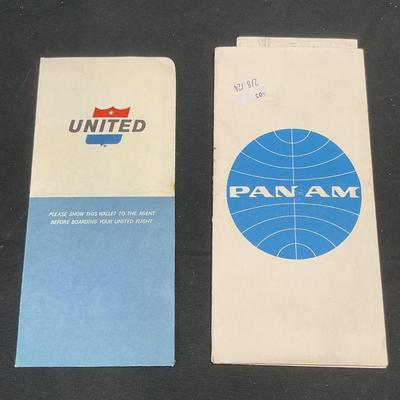 UNITED
PLEASE SHOW THIS WALLET TO THE AGENT
BEFORE BOARDING YOUR UNITED FLIGHT
PAN AM